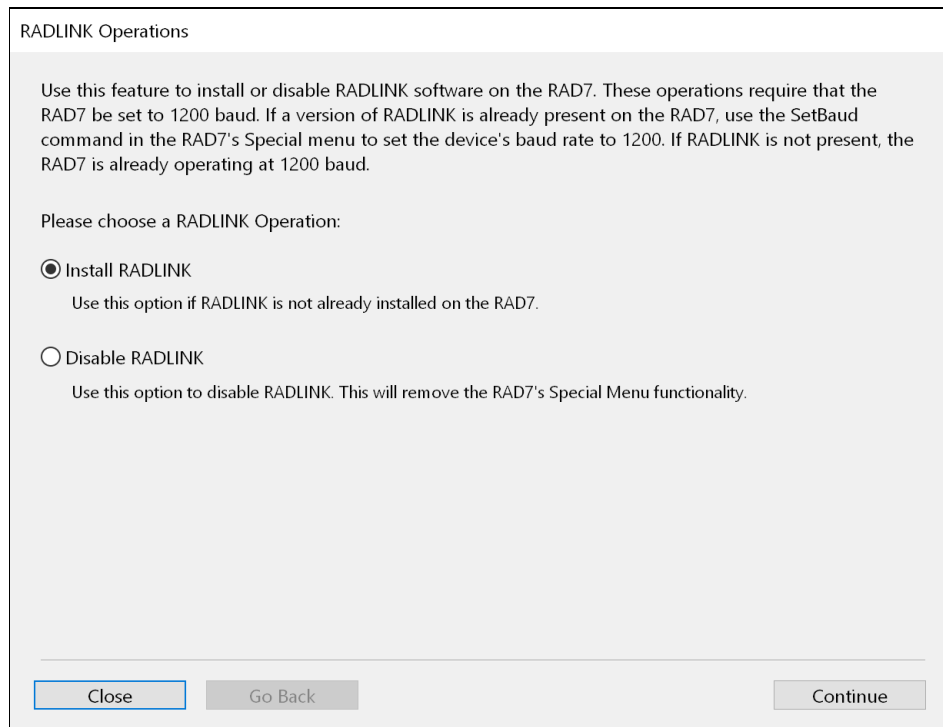 RADLINK Operations
Use this feature to install or disable RADLINK software on the RAD7. These operations require that the
RAD7 be set to 1200 baud. If a version of RADLINK is already present on the RAD7, use the SetBaud
command in the RAD7's Special menu to set the device's baud rate to 1200. If RADLINK is not present, the
RAD7 is already operating at 1200 baud.
Please choose a RADLINK Operation:
Install RADLINK
Use this option if RADLINK is not already installed on the RAD7.
Disable RADLINK
Use this option to disable RADLINK. This will remove the RAD7's Special Menu functionality.
Close Go Back Continue